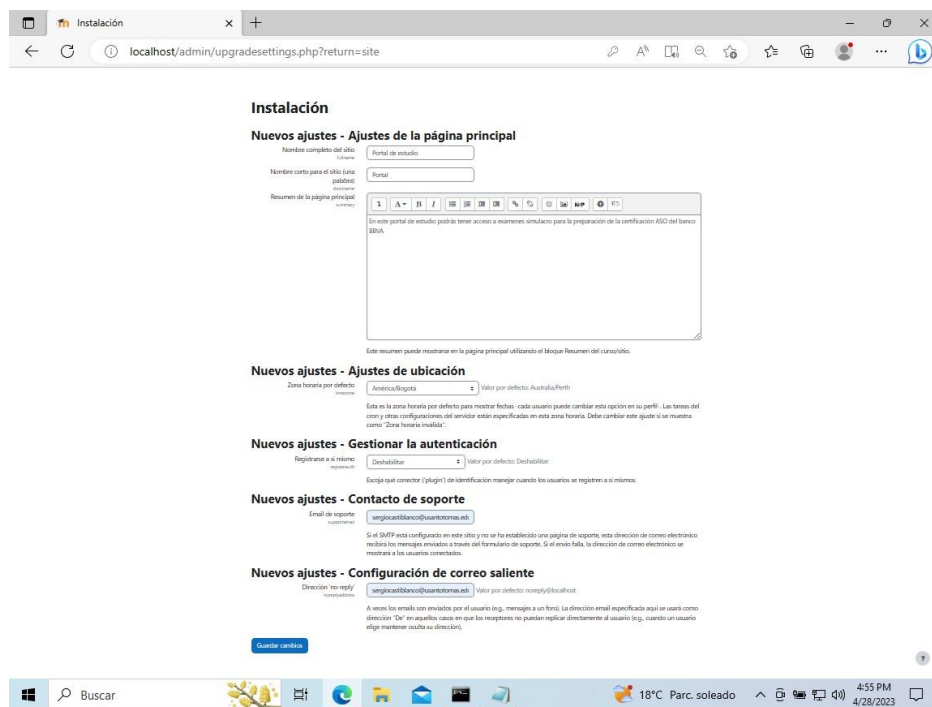 Instalación
localhost/admin/upgradesettings.php?return=site
Instalación
Nuevos ajustes - Ajustes de la página principal
Nombre completo del sitio
fullname
Portal de estudio
Nombre corto para el sitio (una
palabra)
shortname
Portal
Resumen de la página principal
summary
En este portal de estudio podrás tener acceso a exámenes simulacro para la preparación de la certificación ASO del banco
BBVA
Este resumen puede mostrarse en la página principal utilizando el bloque Resumen del curso/sitio.
Nuevos ajustes - Ajustes de ubicación
Zona horaria por defecto
timezone
América/Bogotá
Valor por defecto: Australia/Perth
Esta es la zona horaria por defecto para mostrar fechas -cada usuario puede cambiar esta opción en su perfil-. Las tareas del
cron y otras configuraciones del servidor están especificadas en esta zona horaria. Debe cambiar este ajuste si se muestra
como "Zona horaria inválida".
Nuevos ajustes - Gestionar la autenticación
Registrarse a sí mismo
registerauth
Deshabilitar
Valor por defecto: Deshabilitar
Escoja qué conector ('plugin') de identificación manejar cuando los usuarios se registren a sí mismos.
Nuevos ajustes - Contacto de soporte
Email de soporte
supportemail
sergiocastiblanco@usantotomas.edu
Si el SMTP está configurado en este sitio y no se ha establecido una página de soporte, esta dirección de correo electrónico
recibirá los mensajes enviados a través del formulario de soporte. Si el envío falla, la dirección de correo electrónico se
mostrará a los usuarios conectados.
Nuevos ajustes - Configuración de correo saliente
Dirección 'no-reply'
noreplyaddress
sergiocastiblanco@usantotomas.edu
Valor por defecto: noreply@localhost
A veces los emails son enviados por el usuario (e.g., mensajes a un foro). La dirección email especificada aquí se usará como
dirección "De" en aquellos casos en que los receptores no puedan replicar directamente al usuario (e.g., cuando un usuario
elige mantener oculta su dirección).
Guardar cambios
Buscar
18°C Parc. soleado
4:55 PM
4/28/2023